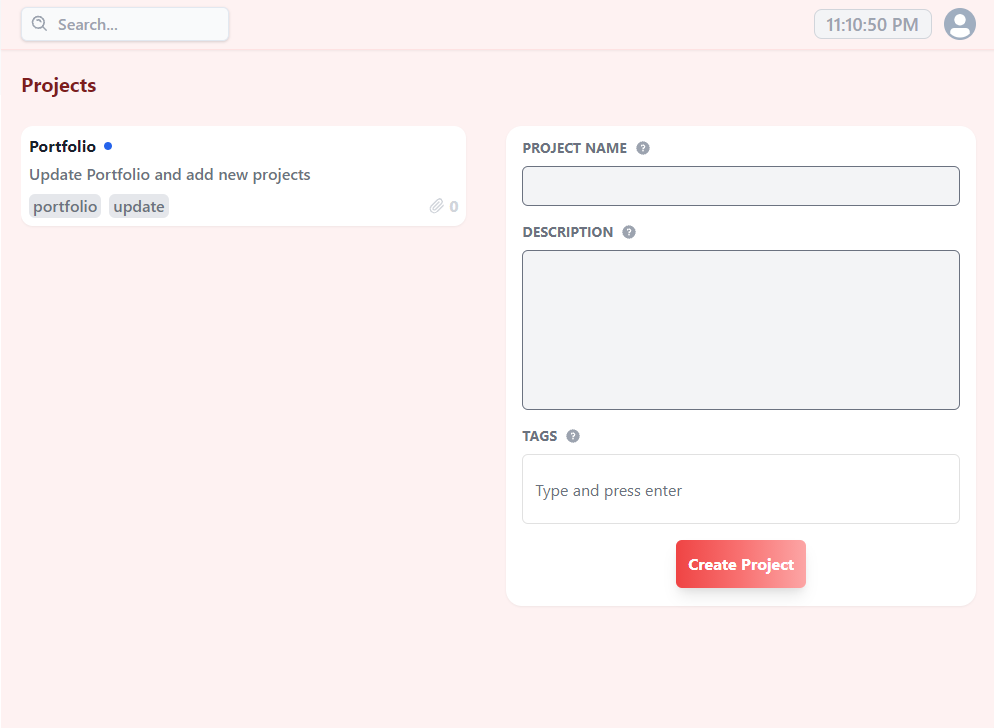 Search...
11:10:50 PM
Projects
Portfolio
Update Portfolio and add new projects
portfolio update
0
PROJECT NAME ?
DESCRIPTION ?
TAGS ?
Type and press enter
Create Project